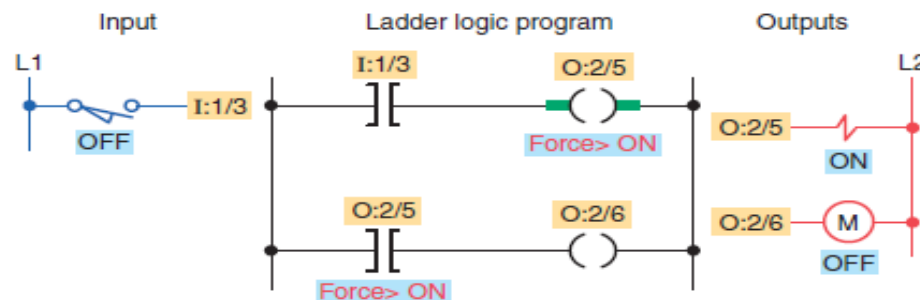 Input Ladder logic program Outputs
L1 L2
I:1/3 O:2/5
I:1/3
OFF
Force> ON
O:2/5
ON
O:2/5 O:2/6
O:2/6 M
OFF
Force> ON